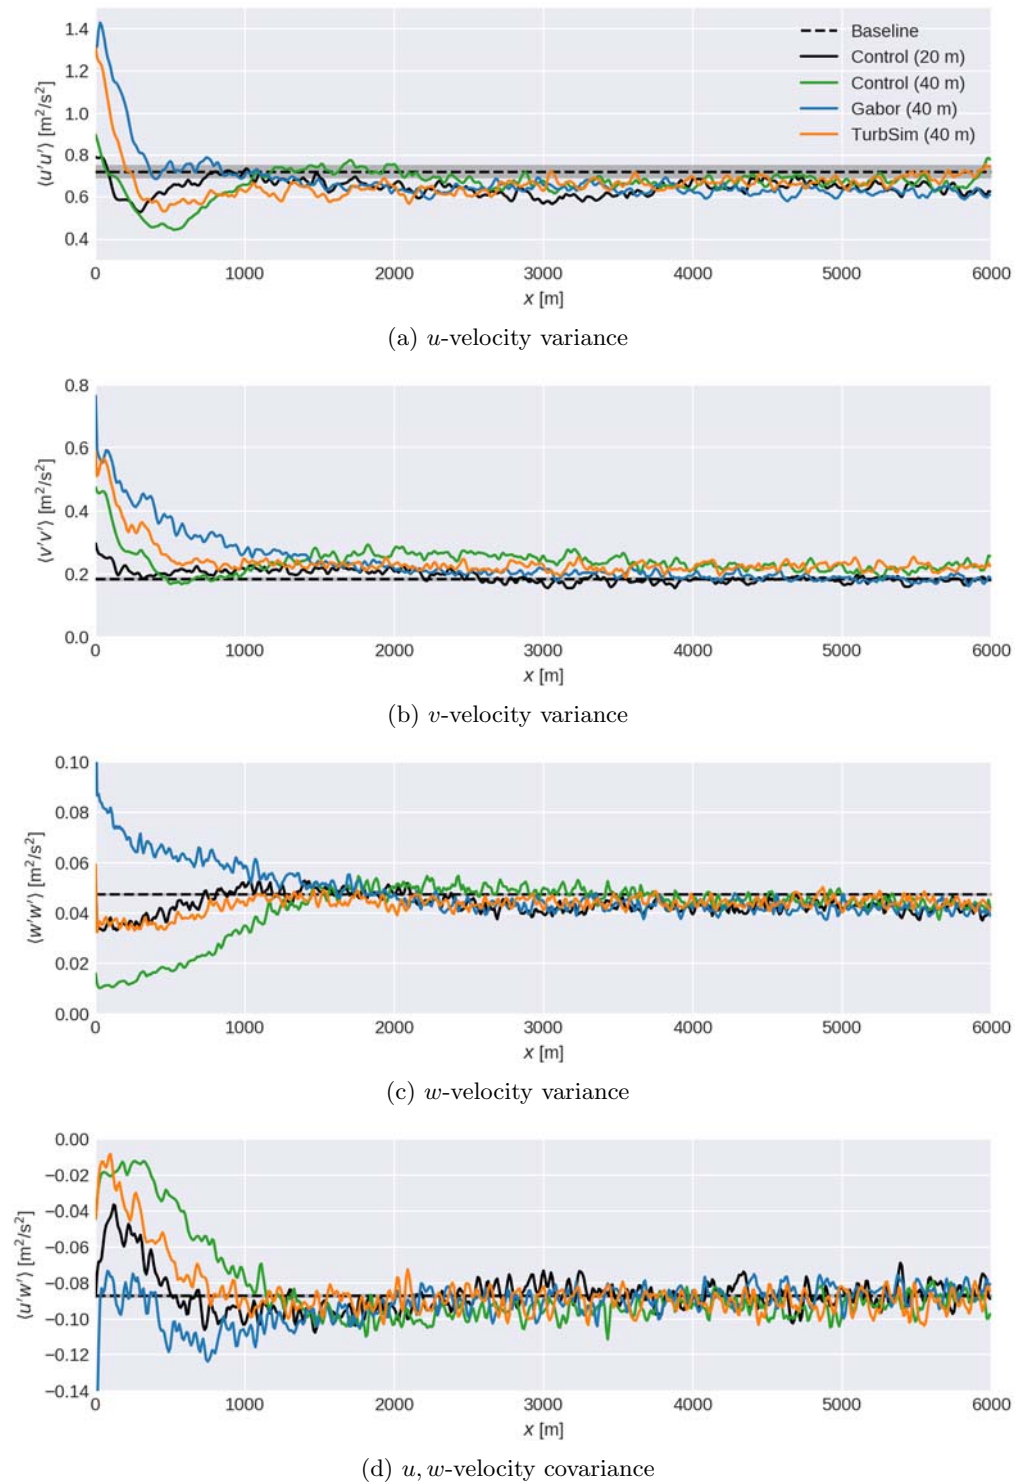 1.4
1.2
1.0
0.8
0.6
0.4
⟨u′u′⟩ [m²/s²]
Baseline
Control (20 m)
Control (40 m)
Gabor (40 m)
TurbSim (40 m)
0 1000 2000 3000 4000 5000 6000
x [m]
(a) u-velocity variance
0.8
0.6
0.4
0.2
0.0
⟨v′v′⟩ [m²/s²]
0 1000 2000 3000 4000 5000 6000
x [m]
(b) v-velocity variance
0.10
0.08
0.06
0.04
0.02
0.00
⟨w′w′⟩ [m²/s²]
0 1000 2000 3000 4000 5000 6000
x [m]
(c) w-velocity variance
0.00
−0.02
−0.04
−0.06
−0.08
−0.10
−0.12
−0.14
⟨u′w′⟩ [m²/s²]
0 1000 2000 3000 4000 5000 6000
x [m]
(d) u, w-velocity covariance